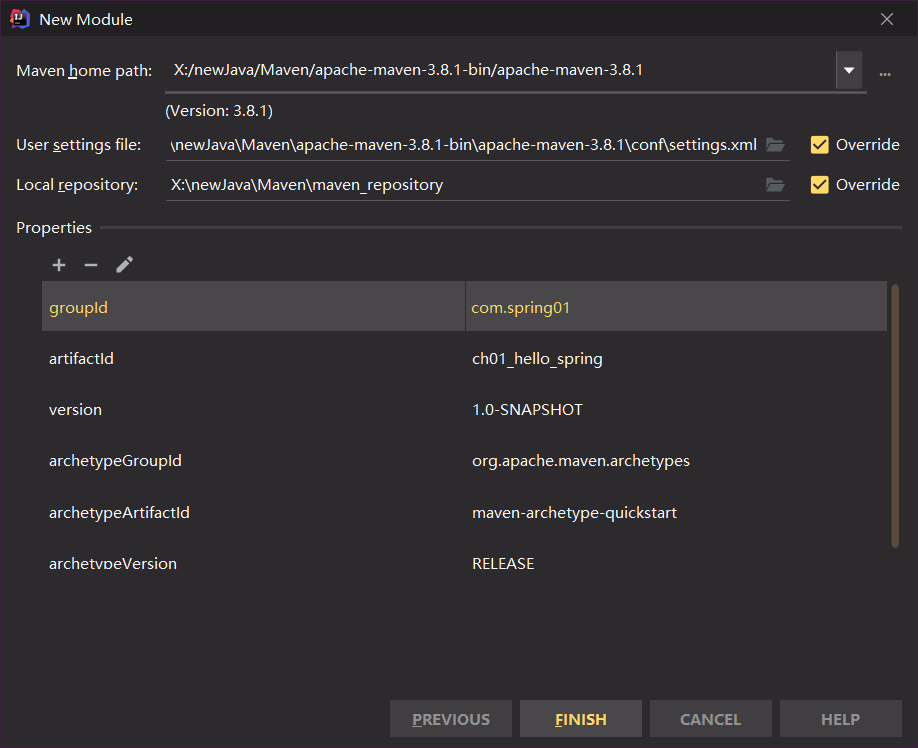 New Module
Maven home path: X:/newJava/Maven/apache-maven-3.8.1-bin/apache-maven-3.8.1 ...
(Version: 3.8.1)
User settings file: \newJava\Maven\apache-maven-3.8.1-bin\apache-maven-3.8.1\conf\settings.xml Override
Local repository: X:\newJava\Maven\maven_repository Override
Properties
groupId com.spring01
artifactId ch01_hello_spring
version 1.0-SNAPSHOT
archetypeGroupId org.apache.maven.archetypes
archetypeArtifactId maven-archetype-quickstart
archetypeVersion RELEASE
PREVIOUS FINISH CANCEL HELP